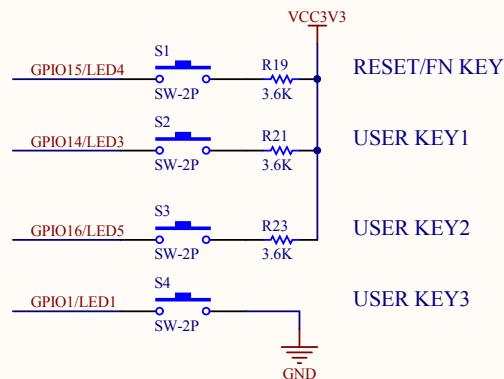 VCC3V3
S1
GPIO15/LED4
R19
RESET/FN KEY
SW-2P
3.6K
S2
GPIO14/LED3
R21
USER KEY1
SW-2P
3.6K
S3
GPIO16/LED5
R23
USER KEY2
SW-2P
3.6K
S4
GPIO1/LED1
USER KEY3
SW-2P
GND